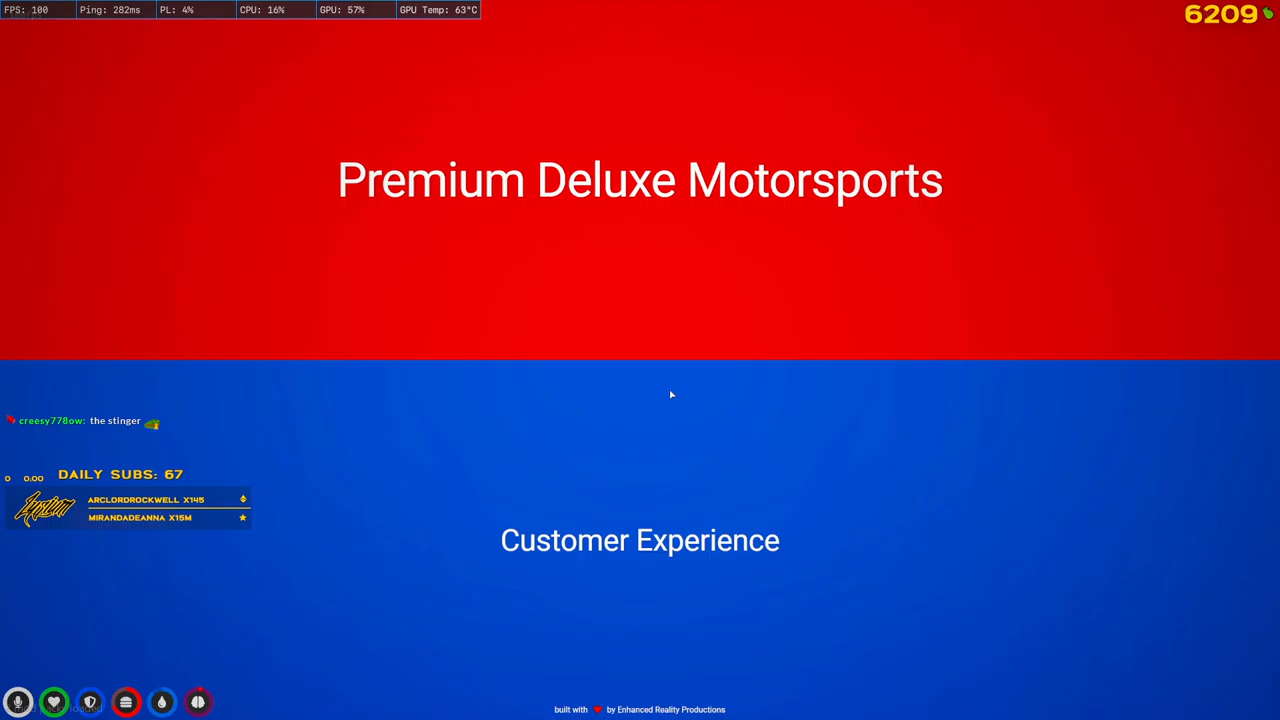 FPS: 100 Ping: 282ms PL: 4% CPU: 16% GPU: 57% GPU Temp: 63°C
6209
Premium Deluxe Motorsports
creesy778ow: the stinger
0 0:00 DAILY SUBS: 67
ARCLORDROCKWELL X145
MIRANDADEANNA X15M
Customer Experience
built with by Enhanced Reality Productions